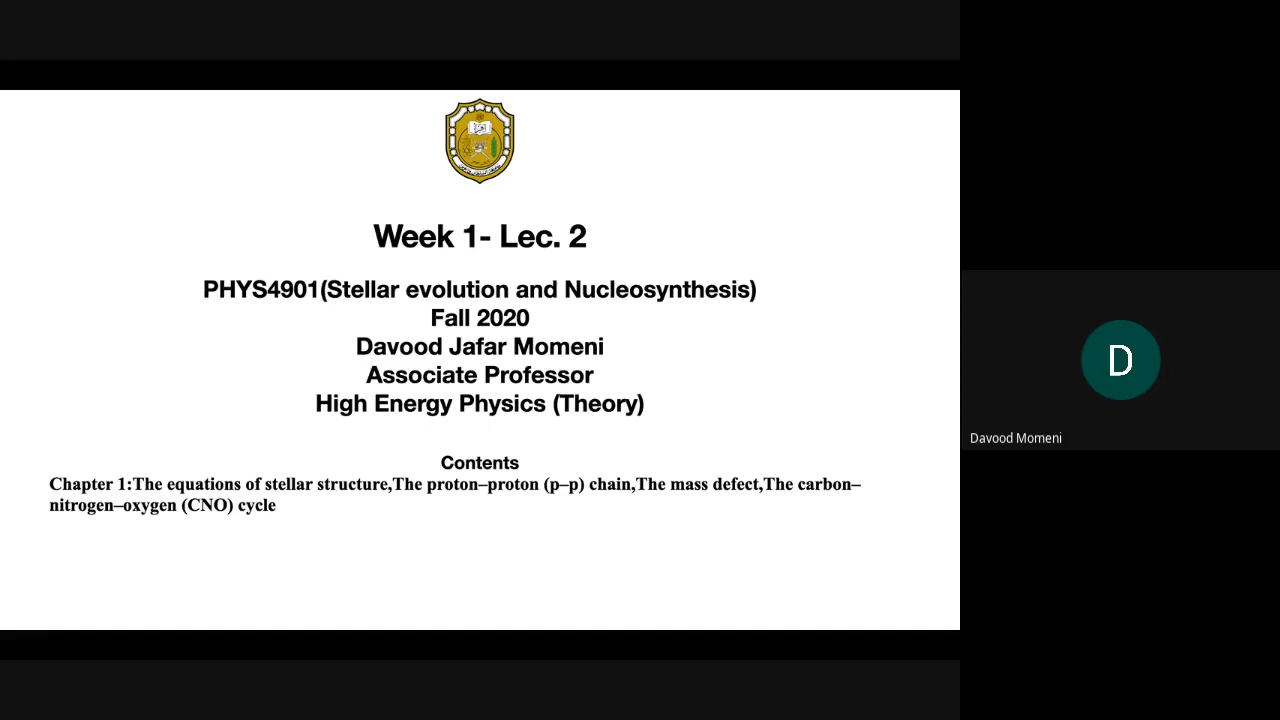 Week 1- Lec. 2
PHYS4901(Stellar evolution and Nucleosynthesis)
Fall 2020
Davood Jafar Momeni
Associate Professor
High Energy Physics (Theory)
Contents
Chapter 1:The equations of stellar structure,The proton–proton (p–p) chain,The mass defect,The carbon–
nitrogen–oxygen (CNO) cycle
D
Davood Momeni